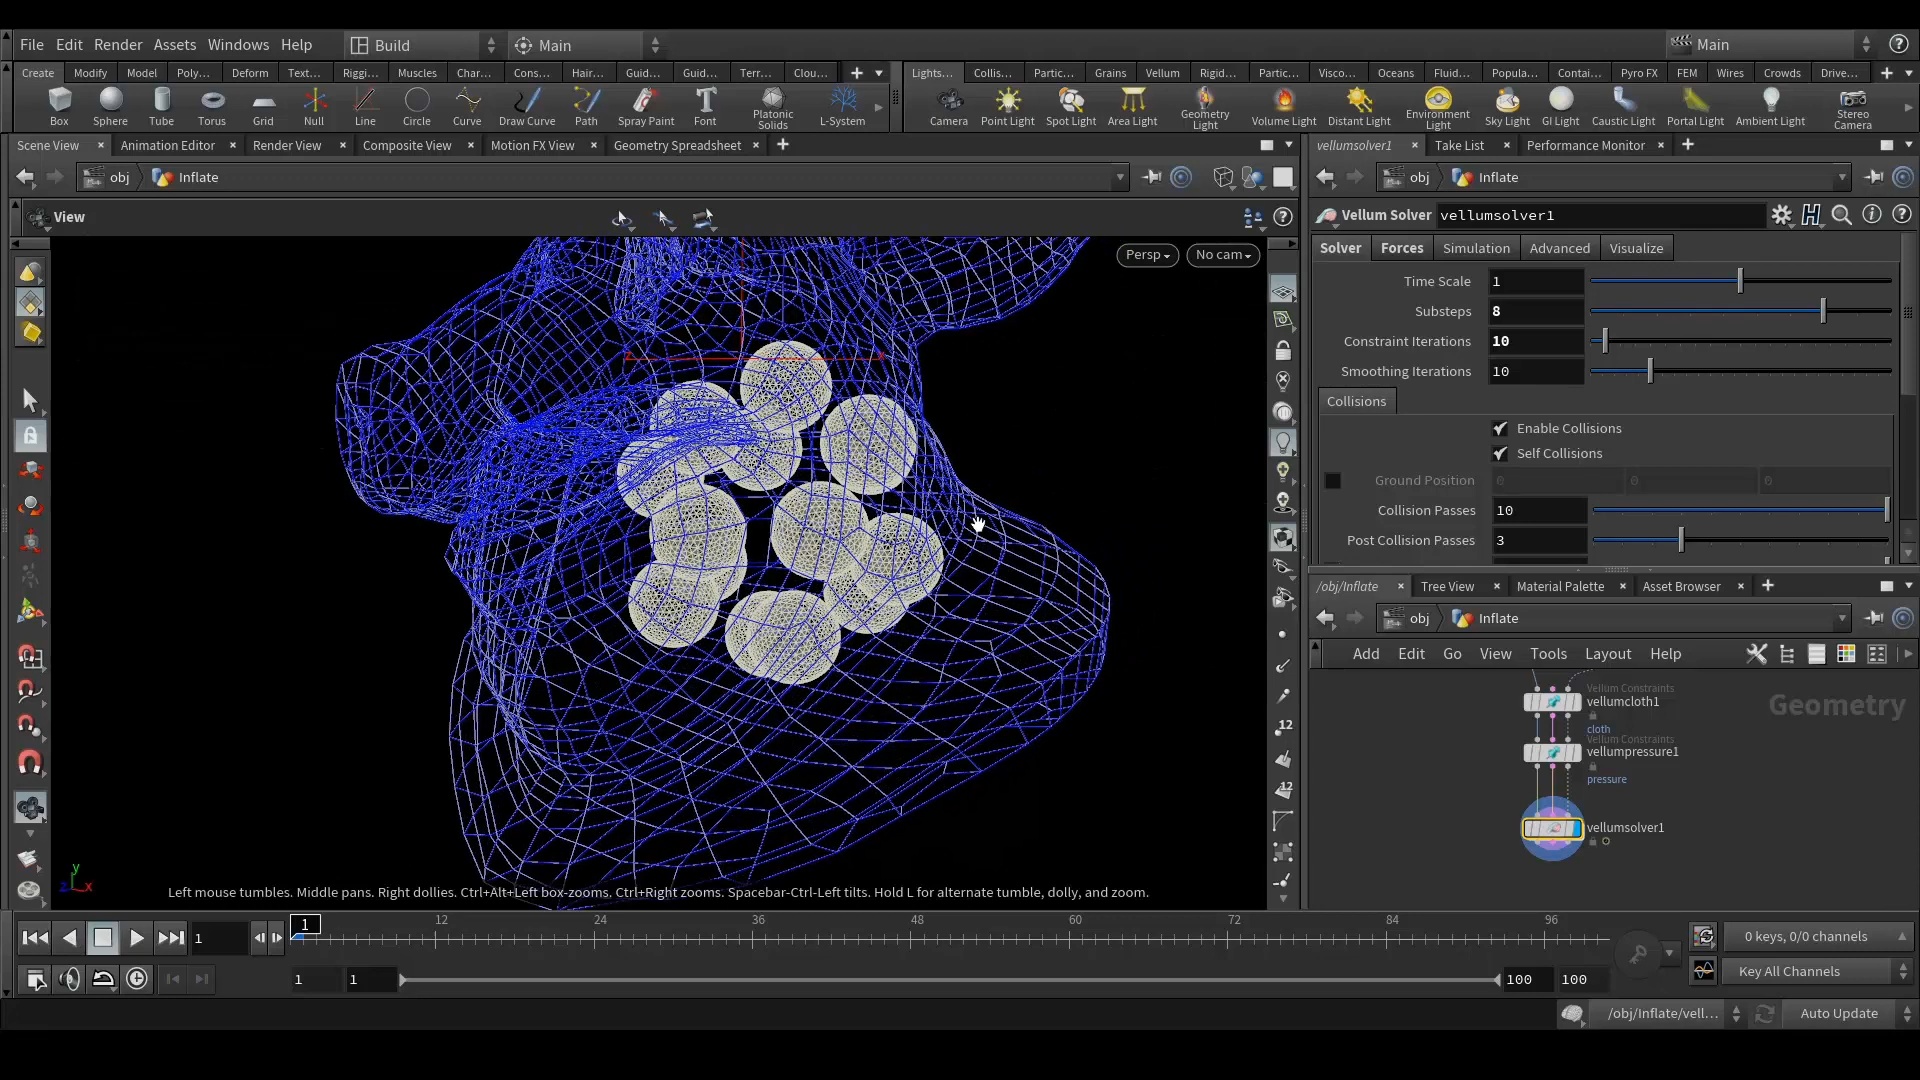 File Edit Render Assets Windows Help Build Main Main
Create Modify Model Poly... Deform Text... Riggi... Muscles Char... Cons... Hair... Guid... Guid... Terr... Clou... Lights... Collis... Partic... Grains Vellum Rigid... Partic... Visco... Oceans Fluid... Popula... Contai... Pyro FX FEM Wires Crowds Drive...
Box Sphere Tube Torus Grid Null Line Circle Curve Draw Curve Path Spray Paint Font Platonic Solids L-System Camera Point Light Spot Light Area Light Geometry Light Volume Light Distant Light Environment Light Sky Light GI Light Caustic Light Portal Light Ambient Light Stereo Camera
Scene View Animation Editor Render View Composite View Motion FX View Geometry Spreadsheet
obj Inflate
View
Persp No cam
Left mouse tumbles. Middle pans. Right dollies. Ctrl+Alt+Left box-zooms. Ctrl+Right zooms. Spacebar-Ctrl-Left tilts. Hold L for alternate tumble, dolly, and zoom.
y
z x
12
12
vellumsolver1 Take List Performance Monitor
obj Inflate
Vellum Solver vellumsolver1
Solver Forces Simulation Advanced Visualize
Time Scale 1
Substeps 8
Constraint Iterations 10
Smoothing Iterations 10
Collisions
Enable Collisions
Self Collisions
Ground Position 0 0 0
Collision Passes 10
Post Collision Passes 3
/obj/Inflate Tree View Material Palette Asset Browser
obj Inflate
Add Edit Go View Tools Layout Help
Geometry
Vellum Constraints
vellumcloth1
cloth
Vellum Constraints
vellumpressure1
pressure
vellumsolver1
1 1 12 24 36 48 60 72 84 96
1 1 100 100
0 keys, 0/0 channels
Key All Channels
/obj/Inflate/vell... Auto Update